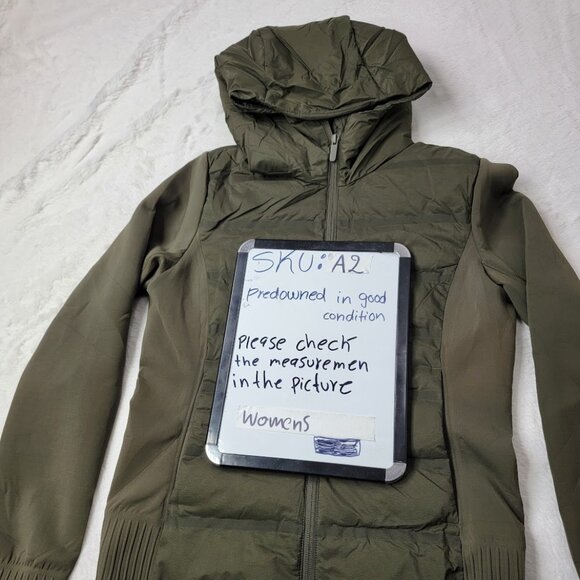 SKU: A2
Predowned in good
condition
please check
the measuremen
in the picture
Womens